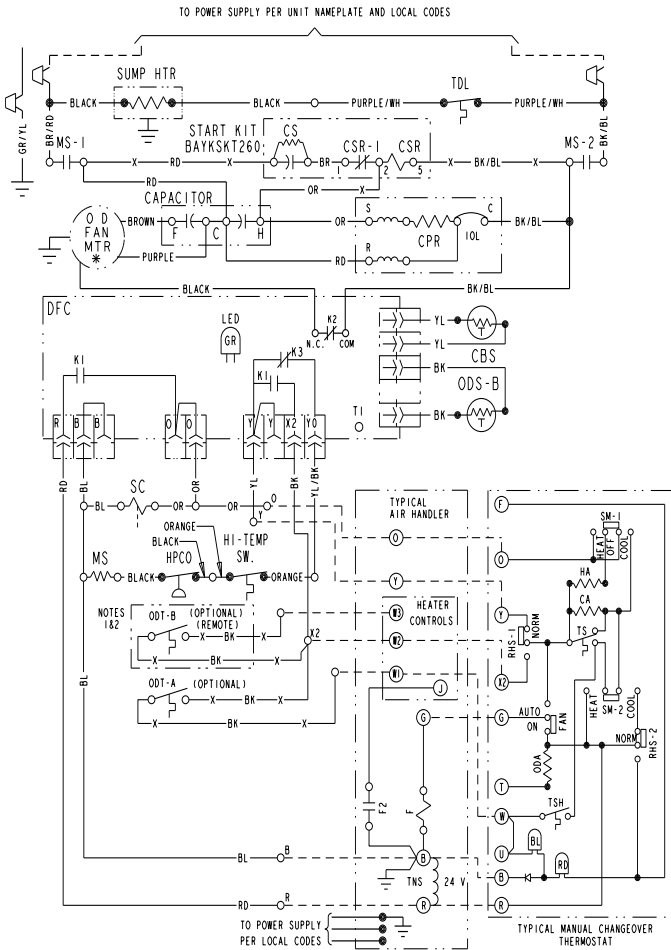 TO POWER SUPPLY PER UNIT NAMEPLATE AND LOCAL CODES
SUMP HTR
TDL
BLACK
BLACK
PURPLE/WH
PURPLE/WH
GR/YL
BR/RD
BK/BL
START KIT
BAYKSKT260
CS
CSR-1
CSR
MS-1
MS-2
X
RD
X
BR
1
2
5
X
BK/BL
X
RD
OR
X
CAPACITOR
O D
FAN
MTR
*
BROWN
F
C
H
OR
S
C
BK/BL
CPR
IOL
PURPLE
RD
R
BLACK
BK/BL
DFC
LED
GR
K2
N.C.
COM
YL
T
YL
CBS
K3
K1
K1
BK
ODS-B
BK
T
T1
R
B
B
O
O
Y
Y
X2
YO
RD
BL
OR
YL
BK
YL/BK
SC
BL
OR
OR
O
Y
ORANGE
BLACK
HI-TEMP
SW.
MS
HPCO
BLACK
ORANGE
NOTES
1&2
ODT-B
(OPTIONAL)
(REMOTE)
X
BK
X
X2
X
BK
X
ODT-A
(OPTIONAL)
X
BK
X
X
BK
X
BL
TYPICAL
AIR HANDLER
O
Y
HEATER
CONTROLS
W3
W2
W1
J
G
F2
F
B
TNS
24 V
R
BL
B
RD
R
TO POWER SUPPLY
PER LOCAL CODES
F
SM-1
HEAT
OFF
COOL
O
HA
CA
Y
RHS-1
NORM
TS
X2
HEAT
SM-2
COOL
G
AUTO
ON
FAN
NORM
RHS-2
ODA
T
TSH
W
BL
U
RD
B
R
TYPICAL MANUAL CHANGEOVER
THERMOSTAT